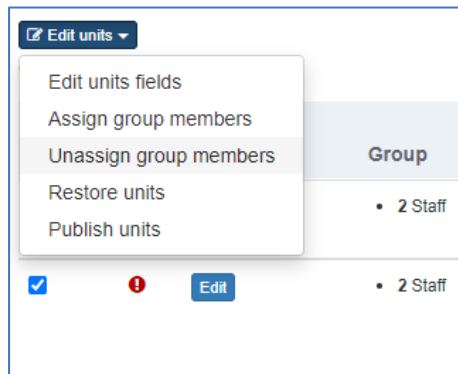 Edit units
Edit units fields
Assign group members
Unassign group members
Group
Restore units
2 Staff
Publish units
Edit
2 Staff